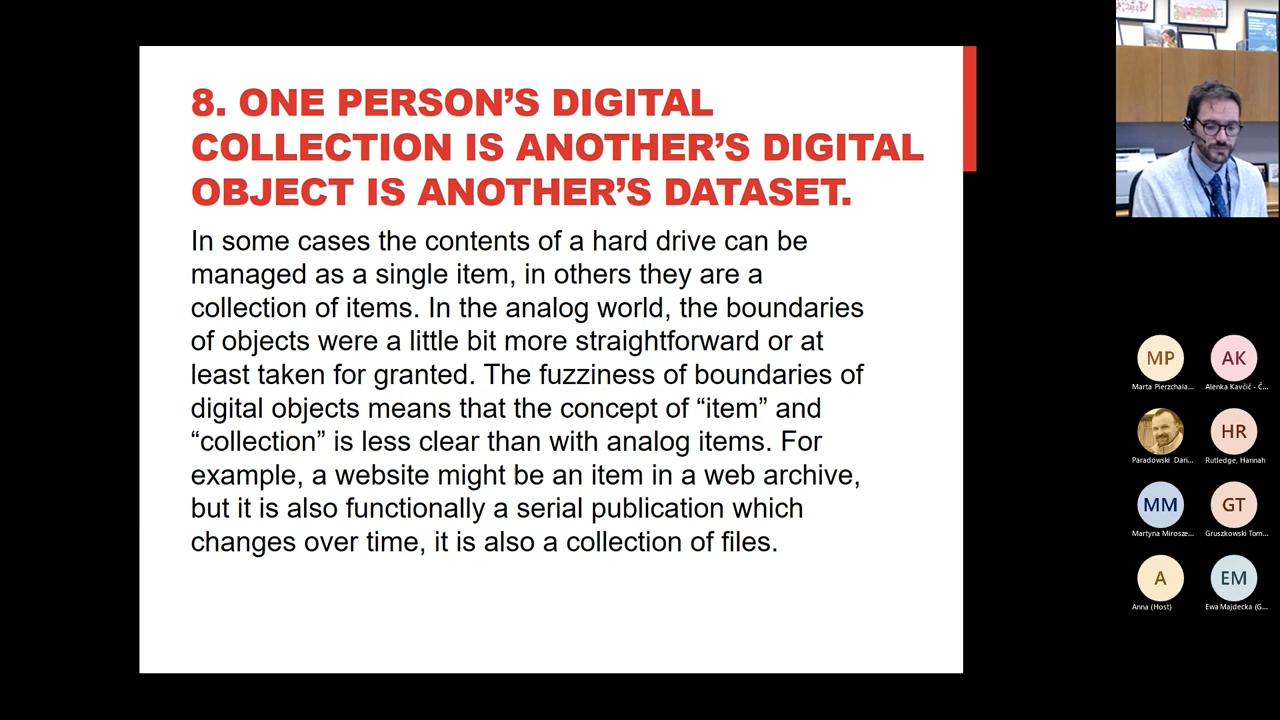 8. ONE PERSON’S DIGITAL
COLLECTION IS ANOTHER’S DIGITAL
OBJECT IS ANOTHER’S DATASET.
In some cases the contents of a hard drive can be
managed as a single item, in others they are a
collection of items. In the analog world, the boundaries
of objects were a little bit more straightforward or at
least taken for granted. The fuzziness of boundaries of
digital objects means that the concept of “item” and
“collection” is less clear than with analog items. For
example, a website might be an item in a web archive,
but it is also functionally a serial publication which
changes over time, it is also a collection of files.
MP
AK
Marta Pierzchała...
Alenka Kavčič - Č...
HR
Paradowski Dari...
Rutledge, Hannah
MM
GT
Martyna Mirosze...
Gruszkowski Tom...
A
EM
Anna (Host)
Ewa Majdecka (G...